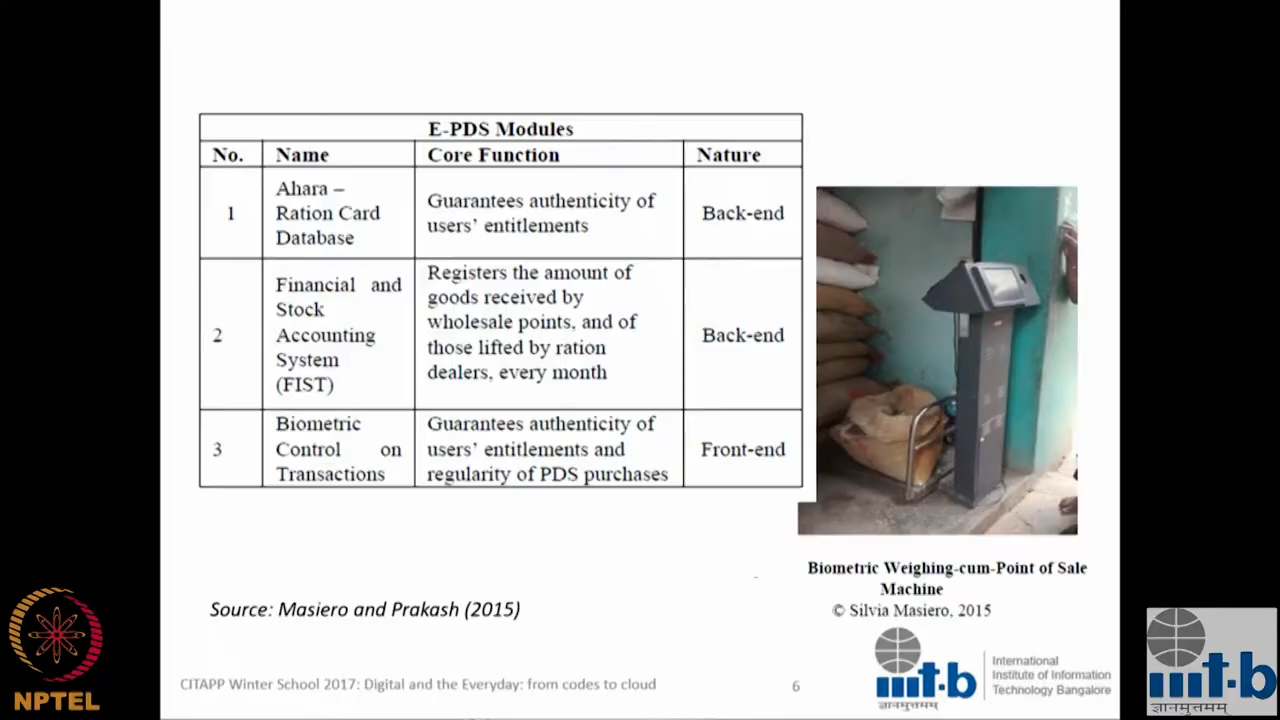 E-PDS Modules
No. Name Core Function Nature
1 Ahara – Ration Card Database Guarantees authenticity of users' entitlements Back-end
2 Financial and Stock Accounting System (FIST) Registers the amount of goods received by wholesale points, and of those lifted by ration dealers, every month Back-end
3 Biometric Control on Transactions Guarantees authenticity of users' entitlements and regularity of PDS purchases Front-end
Biometric Weighing-cum-Point of Sale
Machine
© Silvia Masiero, 2015
Source: Masiero and Prakash (2015)
NPTEL
CITAPP Winter School 2017: Digital and the Everyday: from codes to cloud
6
iiit-b
ज्ञानमुत्तमम्
International
Institute of Information
Technology Bangalore
iiit-b
ज्ञानमुत्तमम्